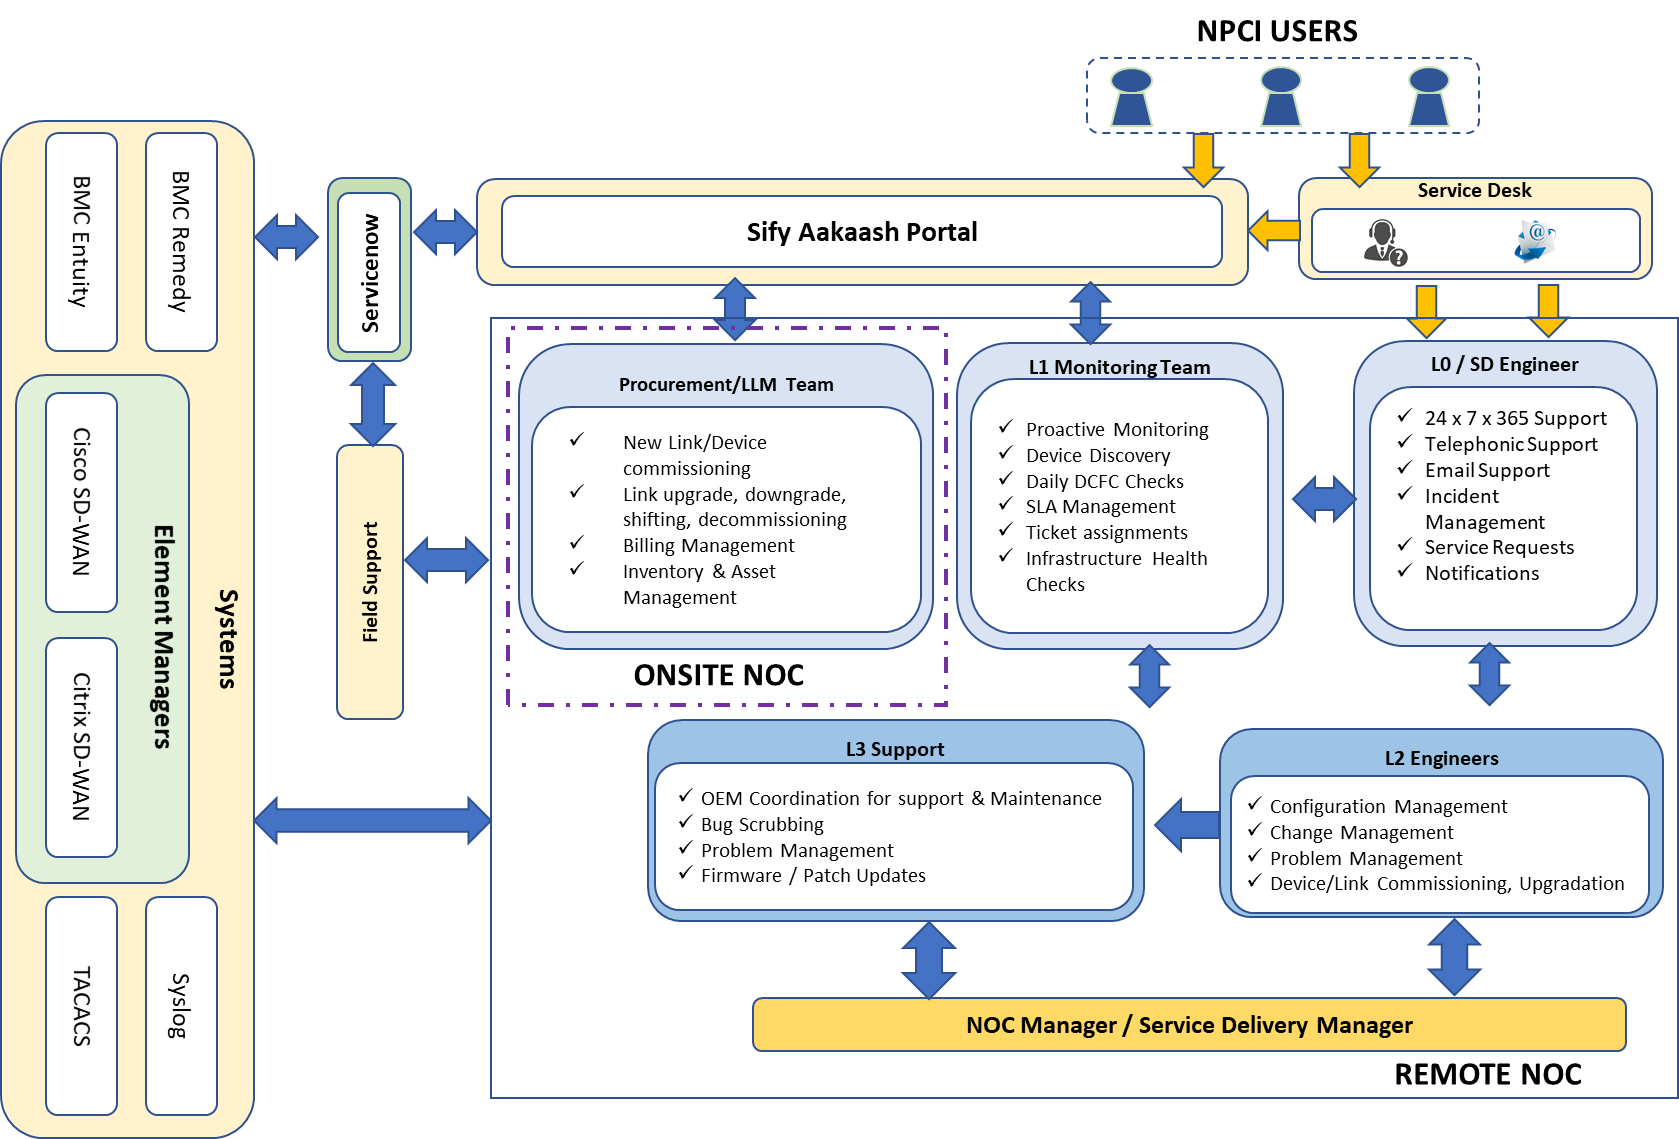 NPCI USERS
Service Desk
@
?
Sify Aakaash Portal
Servicenow
BMC Entuity
BMC Remedy
Cisco SD-WAN
Citrix SD-WAN
Element Managers
Systems
TACACS
Syslog
Field Support
Procurement/LLM Team
✓ New Link/Device
commissioning
✓ Link upgrade, downgrade,
shifting, decommissioning
✓ Billing Management
✓ Inventory & Asset
Management
ONSITE NOC
L1 Monitoring Team
✓ Proactive Monitoring
✓ Device Discovery
✓ Daily DCFC Checks
✓ SLA Management
✓ Ticket assignments
✓ Infrastructure Health
Checks
L0 / SD Engineer
✓ 24 x 7 x 365 Support
✓ Telephonic Support
✓ Email Support
✓ Incident
Management
✓ Service Requests
✓ Notifications
L3 Support
✓ OEM Coordination for support & Maintenance
✓ Bug Scrubbing
✓ Problem Management
✓ Firmware / Patch Updates
L2 Engineers
✓ Configuration Management
✓ Change Management
✓ Problem Management
✓ Device/Link Commissioning, Upgradation
NOC Manager / Service Delivery Manager
REMOTE NOC